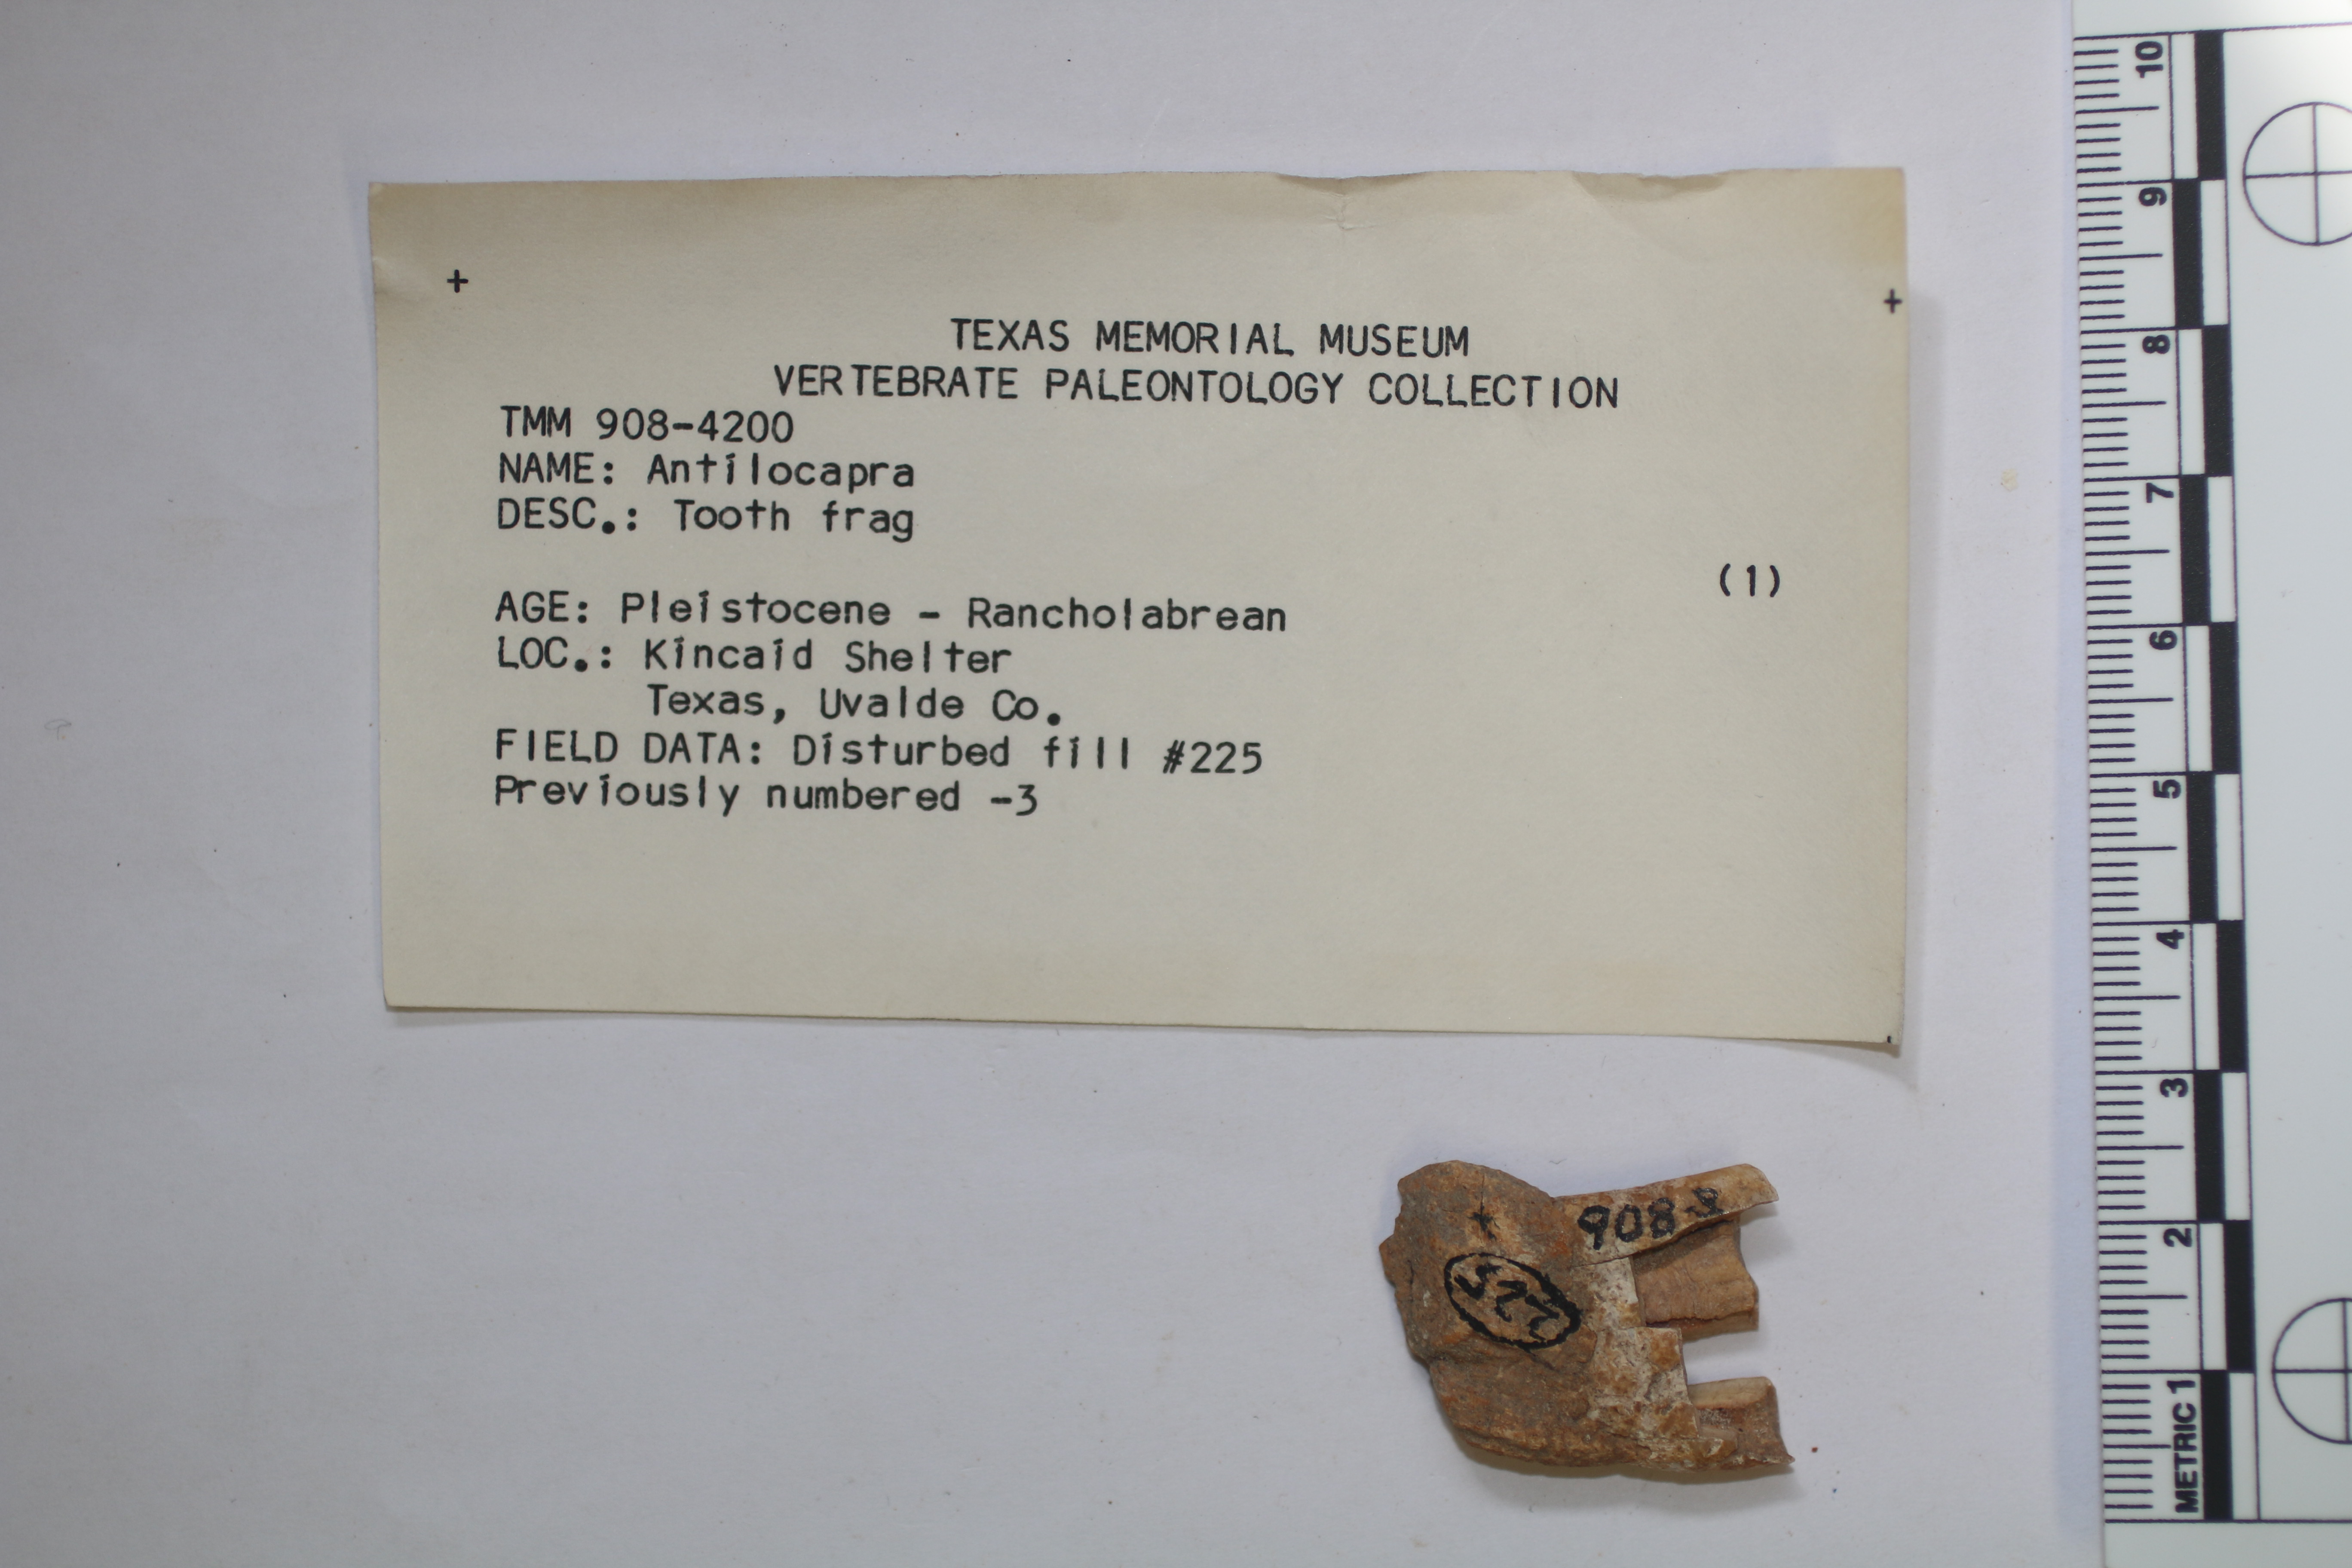 TEXAS MEMORIAL MUSEUM
VERTEBRATE PALEONTOLOGY COLLECTION
TMM 908-4200
NAME: Antilocapra
DESC.: Tooth frag
AGE: Pleistocene - Rancholabrean
LOC.: Kincaid Shelter
Texas, Uvalde Co.
FIELD DATA: Disturbed fill #225
Previously numbered -3
(1)
225
908
METRIC 1 2 3 4 5 6 7 8 9 10